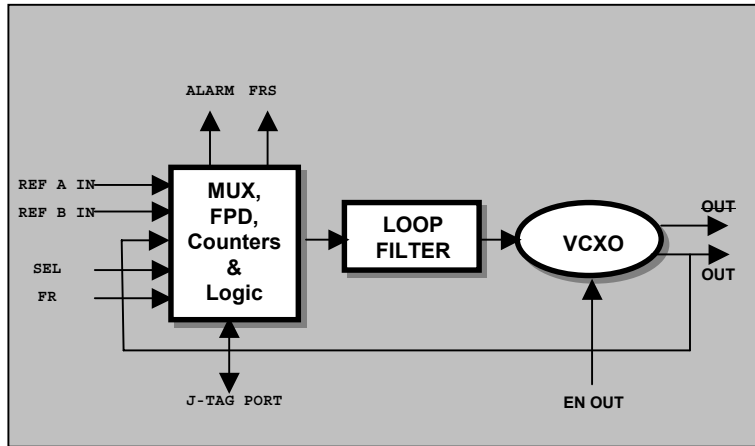 ALARM FRS
REF A IN
REF B IN
SEL
FR
MUX,
FPD,
Counters
&
Logic
LOOP
FILTER
VCXO
OUT
OUT
J-TAG PORT
EN OUT